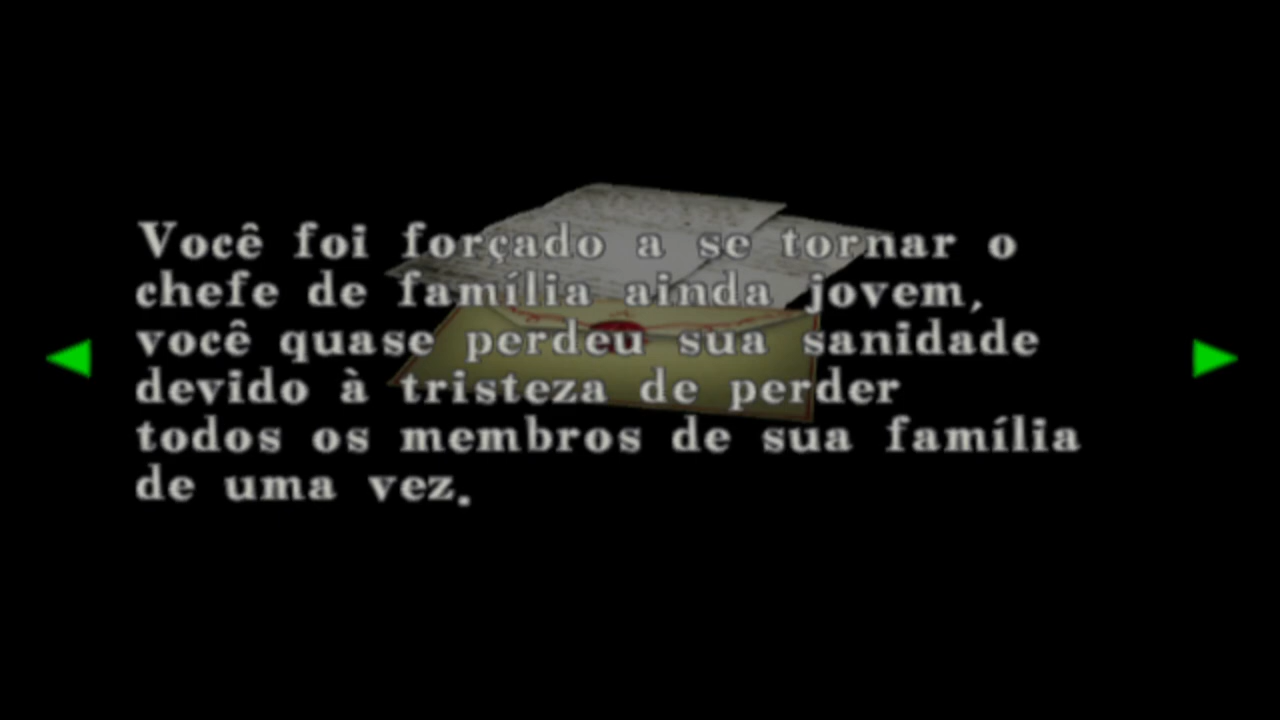 Você foi forçado a se tornar o
chefe de família ainda jovem,
você quase perdeu sua sanidade
devido à tristeza de perder
todos os membros de sua família
de uma vez.